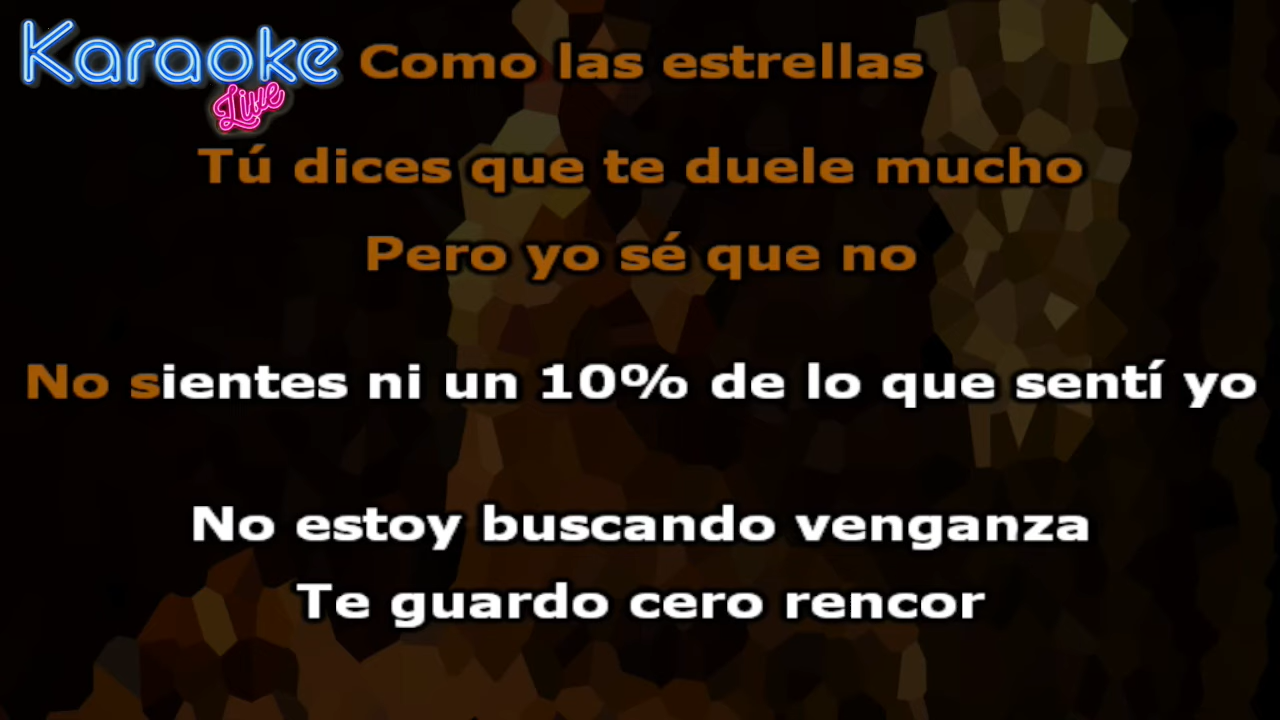 Karaoke
Live
Como las estrellas
Tú dices que te duele mucho
Pero yo sé que no
No sientes ni un 10% de lo que sentí yo
No estoy buscando venganza
Te guardo cero rencor